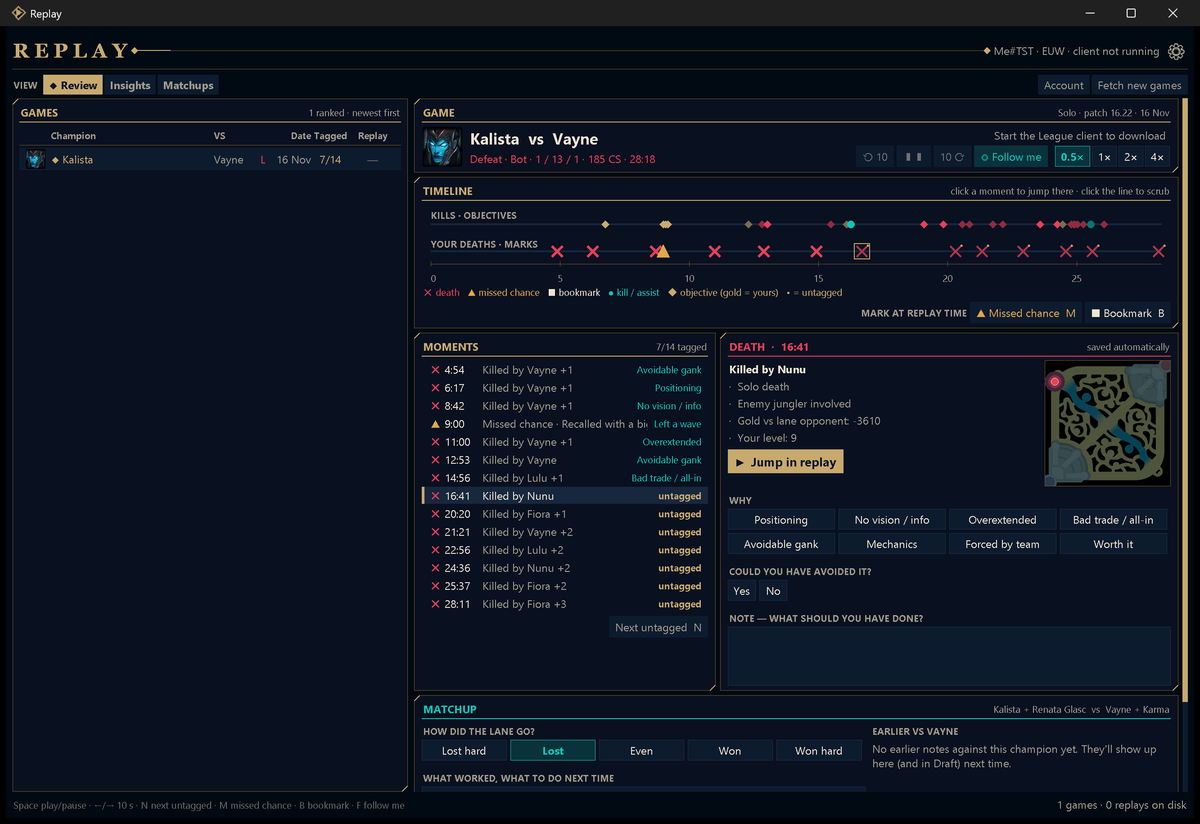 Replay
REPLAY
Me#TST · EUW · client not running
VIEW ◆ Review Insights Matchups
Account Fetch new games
GAMES 1 ranked · newest first
Champion VS Date Tagged Replay
◆ Kalista Vayne L 16 Nov 7/14 —
GAME Solo · patch 16.22 · 16 Nov
Kalista vs Vayne
Start the League client to download
Defeat · Bot · 1 / 13 / 1 · 185 CS · 28:18
10 10 Follow me 0.5× 1× 2× 4×
TIMELINE click a moment to jump there · click the line to scrub
KILLS · OBJECTIVES
YOUR DEATHS · MARKS
0 5 10 15 20 25
✕ death ▲ missed chance ■ bookmark ● kill / assist ◆ objective (gold = yours) • = untagged
MARK AT REPLAY TIME ▲ Missed chance M ■ Bookmark B
MOMENTS 7/14 tagged
✕ 4:54 Killed by Vayne +1 Avoidable gank
✕ 6:17 Killed by Vayne +1 Positioning
✕ 8:42 Killed by Vayne +1 No vision / info
▲ 9:00 Missed chance · Recalled with a bi Left a wave
✕ 11:00 Killed by Vayne +1 Overextended
✕ 12:53 Killed by Vayne Avoidable gank
✕ 14:56 Killed by Lulu +1 Bad trade / all-in
✕ 16:41 Killed by Nunu untagged
✕ 20:20 Killed by Fiora +1 untagged
✕ 21:21 Killed by Vayne +2 untagged
✕ 22:56 Killed by Lulu +2 untagged
✕ 24:36 Killed by Nunu +2 untagged
✕ 25:37 Killed by Fiora +2 untagged
✕ 28:11 Killed by Fiora +3 untagged
Next untagged N
DEATH · 16:41 saved automatically
Killed by Nunu
· Solo death
· Enemy jungler involved
· Gold vs lane opponent: -3610
· Your level: 9
► Jump in replay
WHY
Positioning No vision / info Overextended Bad trade / all-in
Avoidable gank Mechanics Forced by team Worth it
COULD YOU HAVE AVOIDED IT?
Yes No
NOTE — WHAT SHOULD YOU HAVE DONE?
MATCHUP Kalista + Renata Glasc vs Vayne + Karma
HOW DID THE LANE GO?
Lost hard Lost Even Won Won hard
WHAT WORKED, WHAT TO DO NEXT TIME
EARLIER VS VAYNE
No earlier notes against this champion yet. They'll show up
here (and in Draft) next time.
Space play/pause · ←/→ 10 s · N next untagged · M missed chance · B bookmark · F follow me
1 games · 0 replays on disk